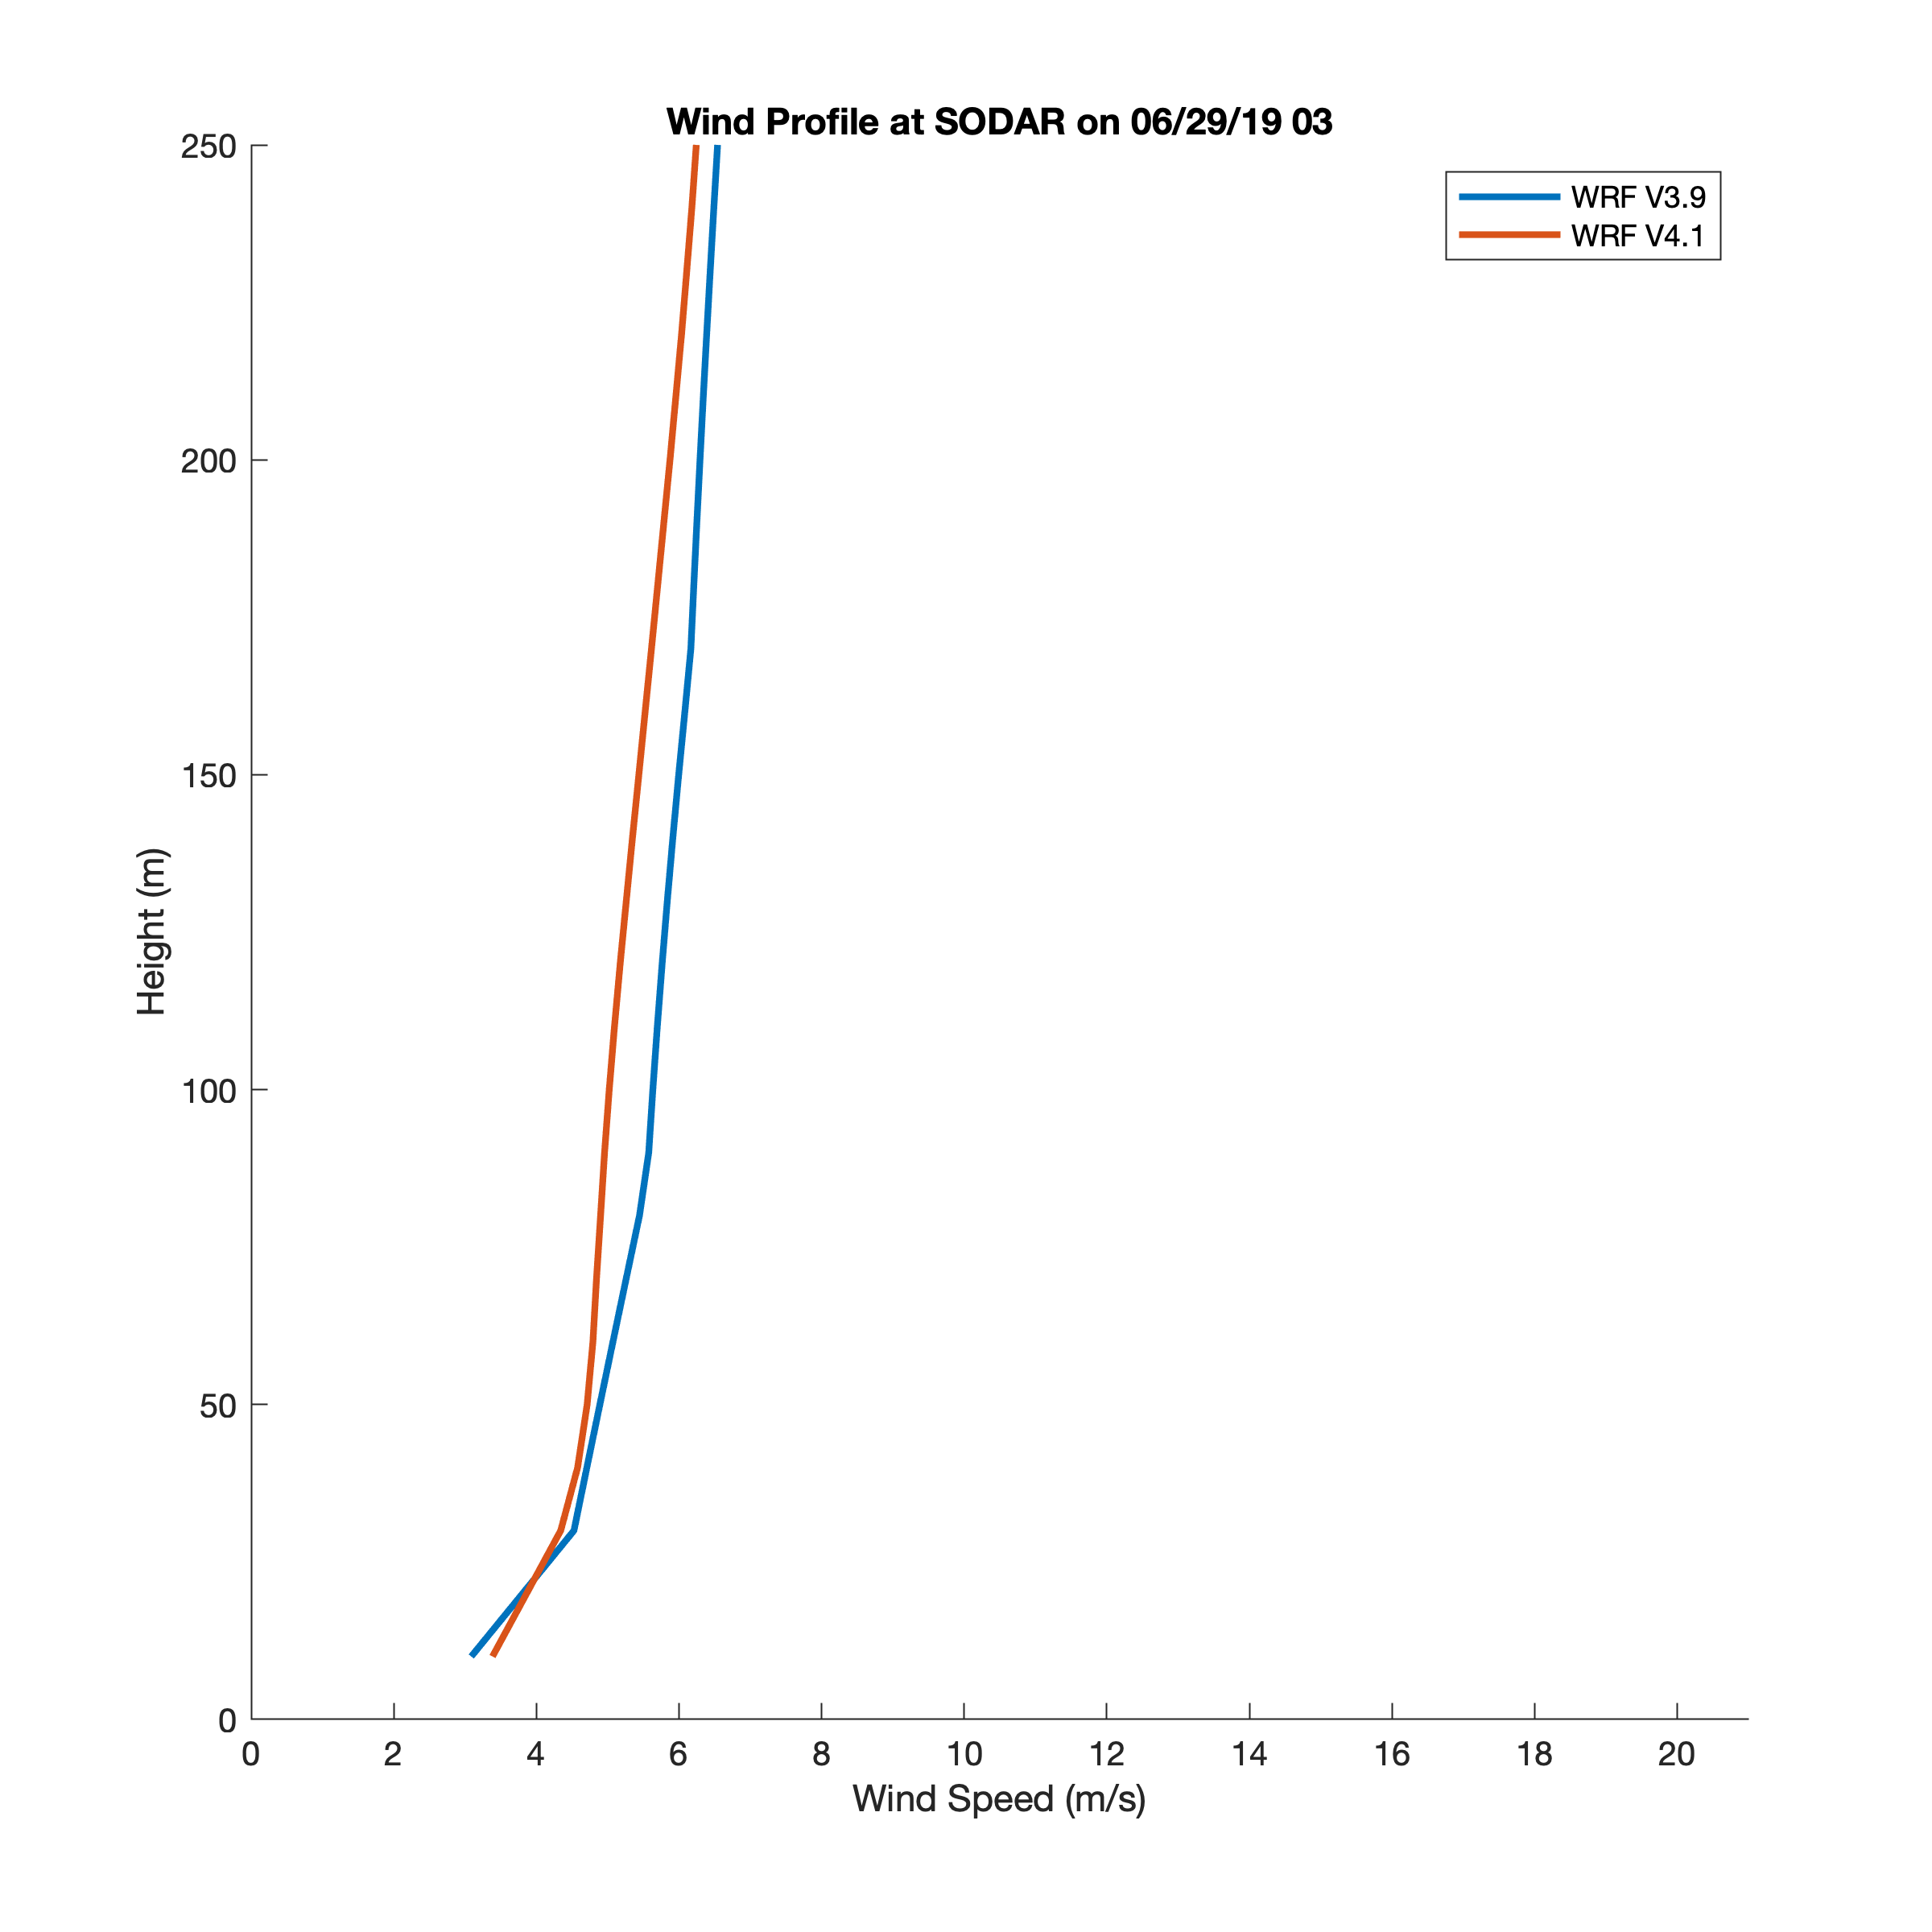 Wind Profile at SODAR on 06/29/19 03
WRF V3.9
WRF V4.1
250
200
150
100
50
0
Height (m)
0 2 4 6 8 10 12 14 16 18 20
Wind Speed (m/s)